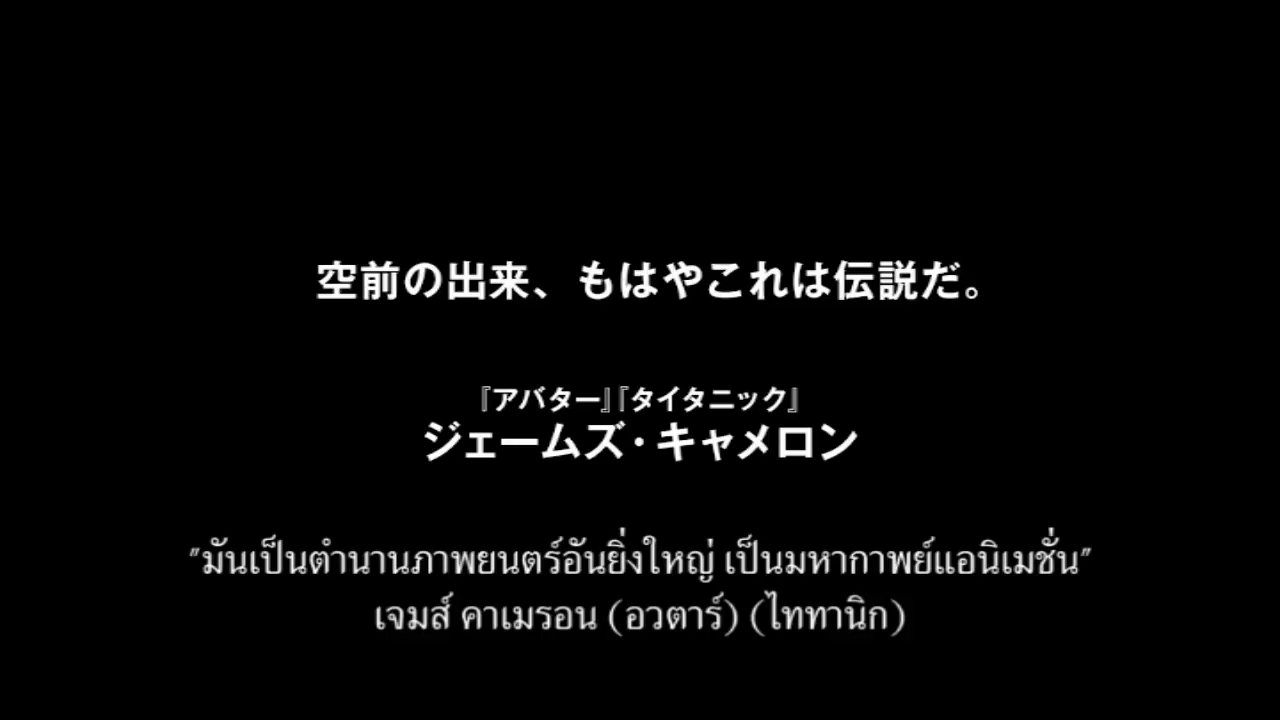 空前の出来、もはやこれは伝説だ。
『アバター』『タイタニック』
ジェームズ・キャメロン
"มันเป็นตำนานภาพยนตร์อันยิ่งใหญ่ เป็นมหากาพย์แอนิเมชั่น"
เจมส์ คาเมรอน (อวตาร์) (ไททานิก)